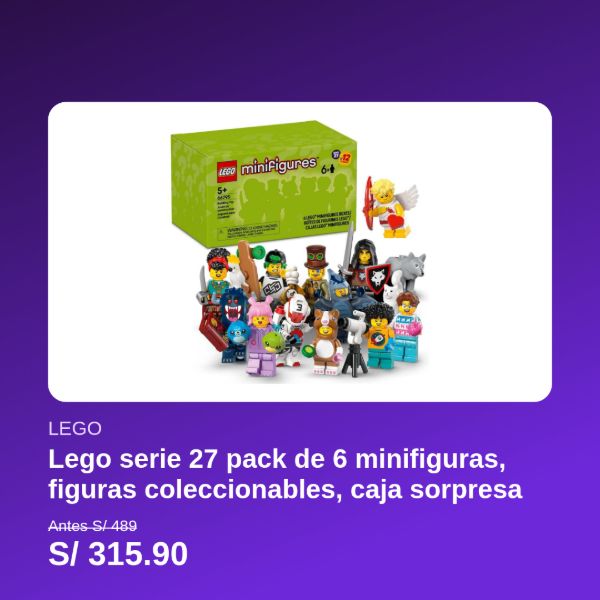 LEGO
minifigures
5+
6
LEGO
Lego serie 27 pack de 6 minifiguras,
figuras coleccionables, caja sorpresa
Antes S/ 489
S/ 315.90